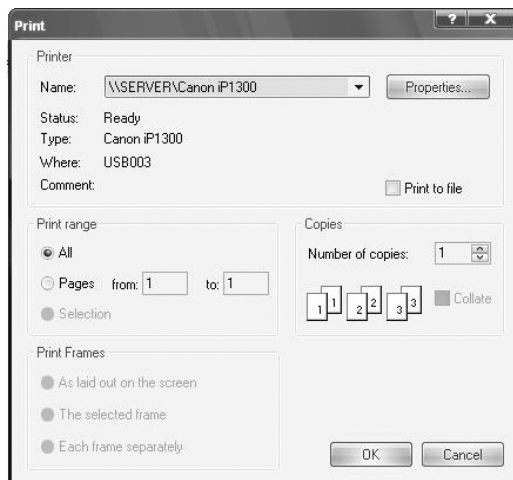 Print
? X
Printer
Name: \\SERVER\Canon iP1300 Properties...
Status: Ready
Type: Canon iP1300
Where: USB003
Comment: Print to file
Print range
All
Pages from: 1 to: 1
Selection
Copies
Number of copies: 1
1 1 2 2 3 3 Collate
Print Frames
As laid out on the screen
The selected frame
Each frame separately
OK Cancel